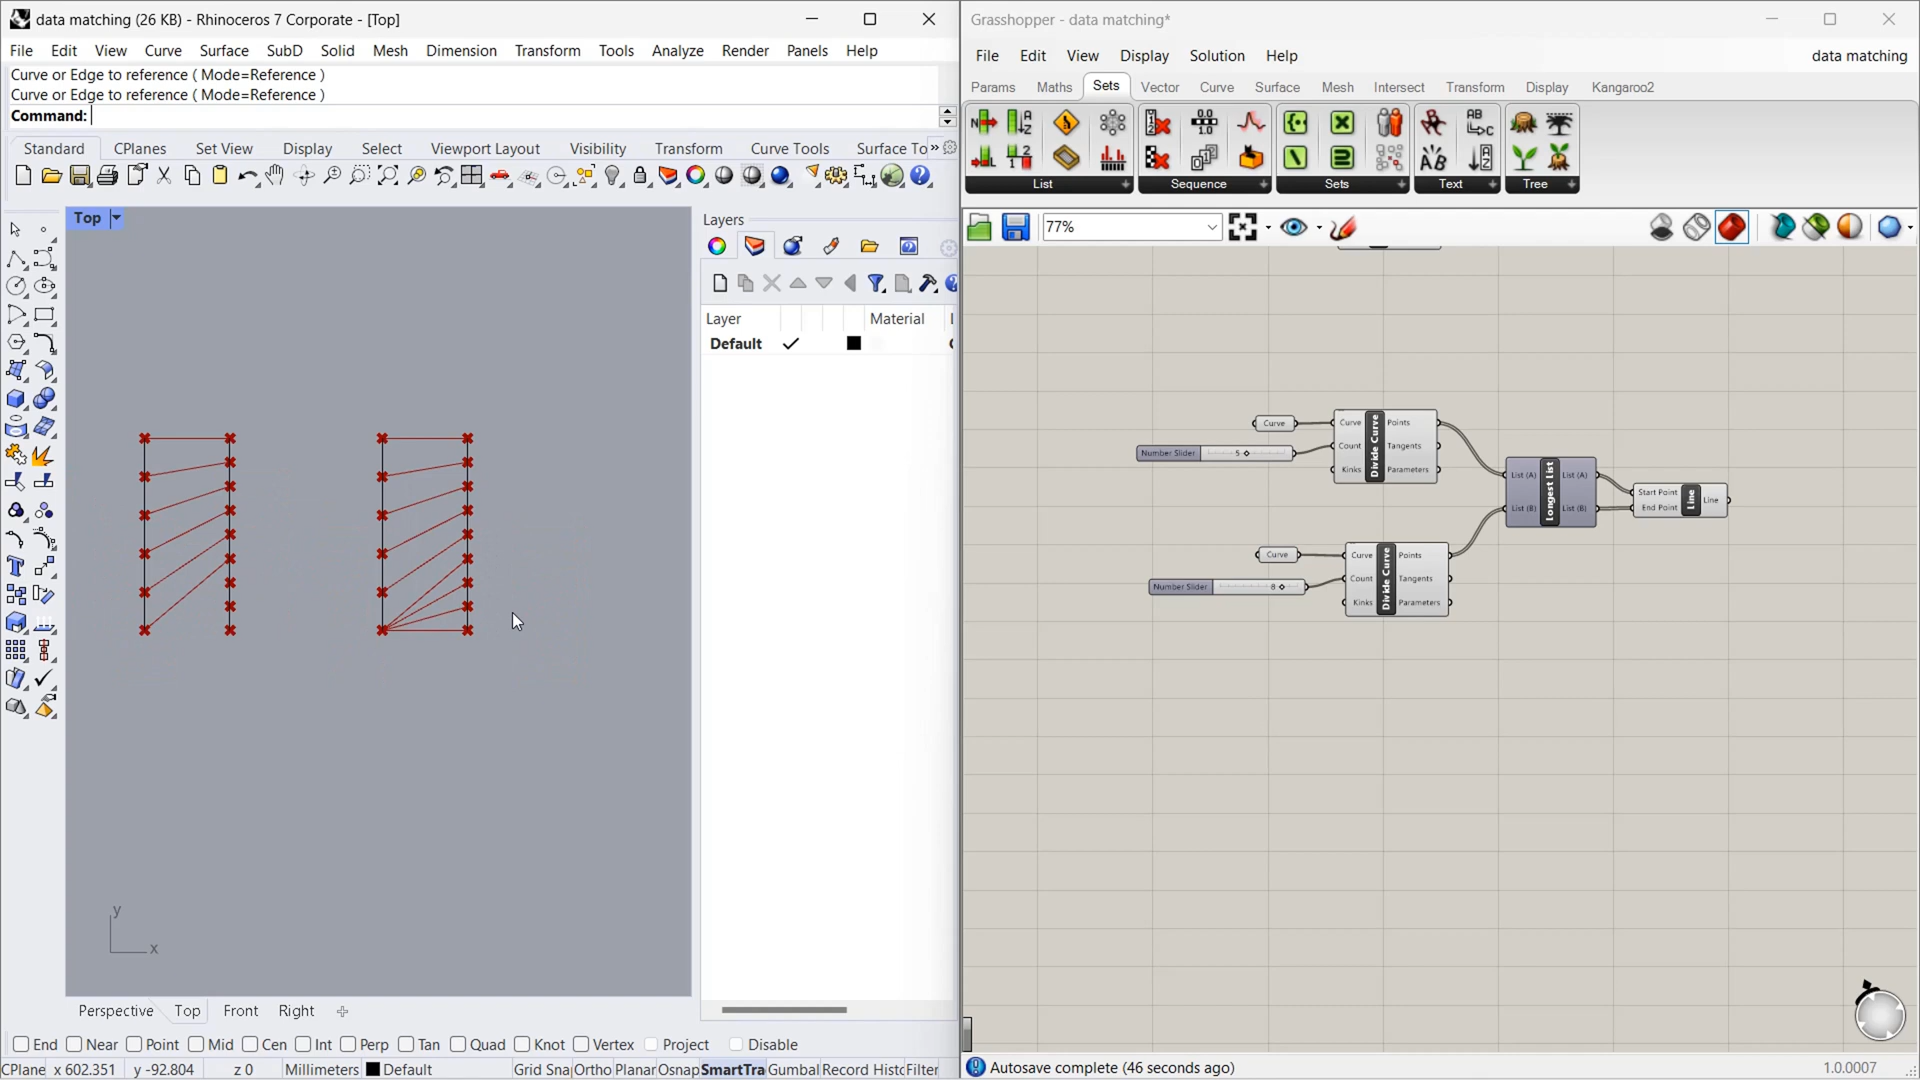 data matching (26 KB) - Rhinoceros 7 Corporate - [Top]
File Edit View Curve Surface SubD Solid Mesh Dimension Transform Tools Analyze Render Panels Help
Curve or Edge to reference ( Mode=Reference )
Curve or Edge to reference ( Mode=Reference )
Command:
Standard CPlanes Set View Display Select Viewport Layout Visibility Transform Curve Tools Surface To »
Top
Layers
Layer Material
Default
y
x
Perspective Top Front Right
End Near Point Mid Cen Int Perp Tan Quad Knot Vertex Project Disable
CPlane x 602.351 y -92.804 z 0 Millimeters Default Grid Snap Ortho Planar Osnap SmartTra Gumbal Record Histo Filter
Grasshopper - data matching*
File Edit View Display Solution Help data matching
Params Maths Sets Vector Curve Surface Mesh Intersect Transform Display Kangaroo2
List Sequence Sets Text Tree
77%
Curve
Number Slider 5
Curve Count Kinks Divide Curve Points Tangents Parameters
Curve
Number Slider 8
Curve Count Kinks Divide Curve Points Tangents Parameters
List (A) List (B) Longest List List (A) List (B)
Start Point End Point Line Line
Autosave complete (46 seconds ago) 1.0.0007